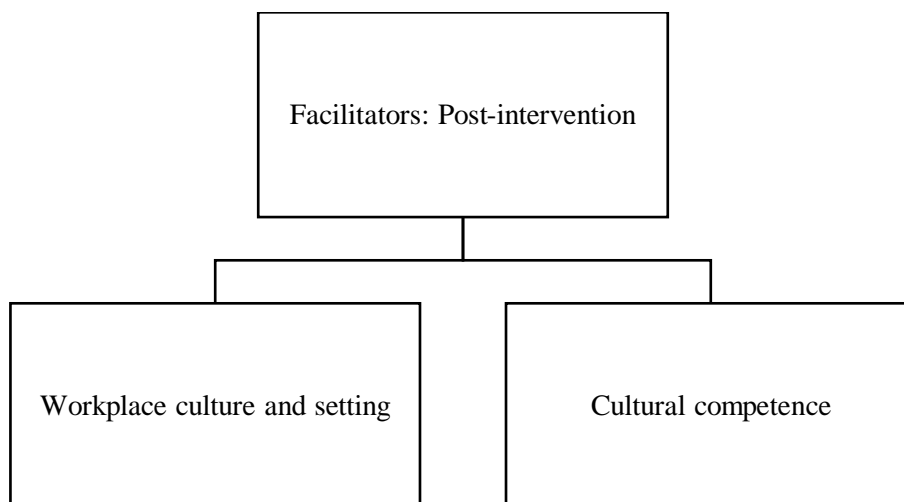 Facilitators: Post-intervention
Workplace culture and setting
Cultural competence